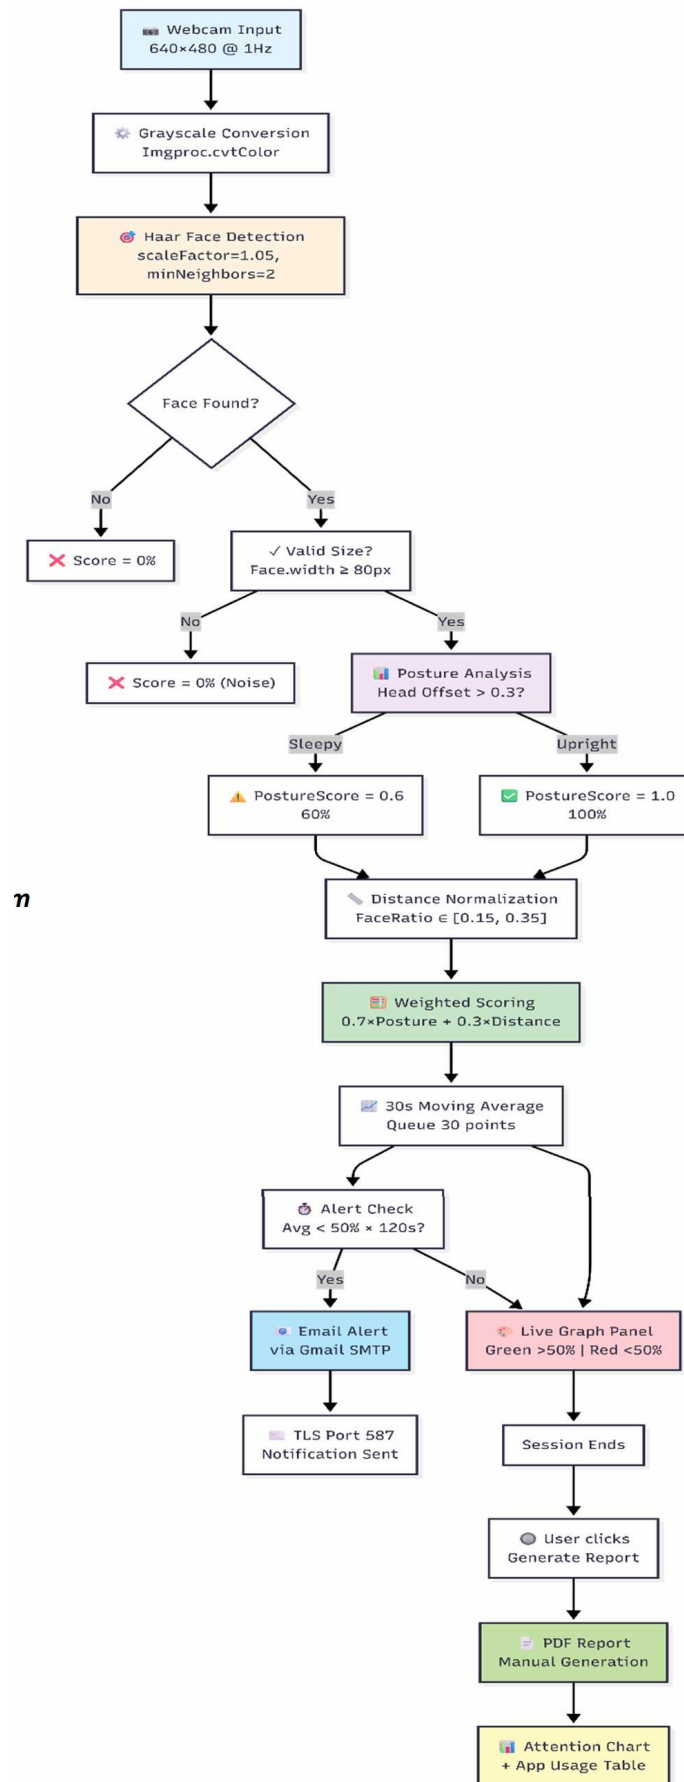 Webcam Input
640×480 @ 1Hz
Grayscale Conversion
Imgproc.cvtColor
Haar Face Detection
scaleFactor=1.05,
minNeighbors=2
Face Found?
No
Yes
Score = 0%
✓ Valid Size?
Face.width ≥ 80px
No
Yes
Score = 0% (Noise)
Posture Analysis
Head Offset > 0.3?
Sleepy
Upright
PostureScore = 0.6
60%
PostureScore = 1.0
100%
m
Distance Normalization
FaceRatio ∈ [0.15, 0.35]
Weighted Scoring
0.7×Posture + 0.3×Distance
30s Moving Average
Queue 30 points
Alert Check
Avg < 50% × 120s?
Yes
No
Email Alert
via Gmail SMTP
Live Graph Panel
Green >50% | Red <50%
TLS Port 587
Notification Sent
Session Ends
User clicks
Generate Report
PDF Report
Manual Generation
Attention Chart
+ App Usage Table